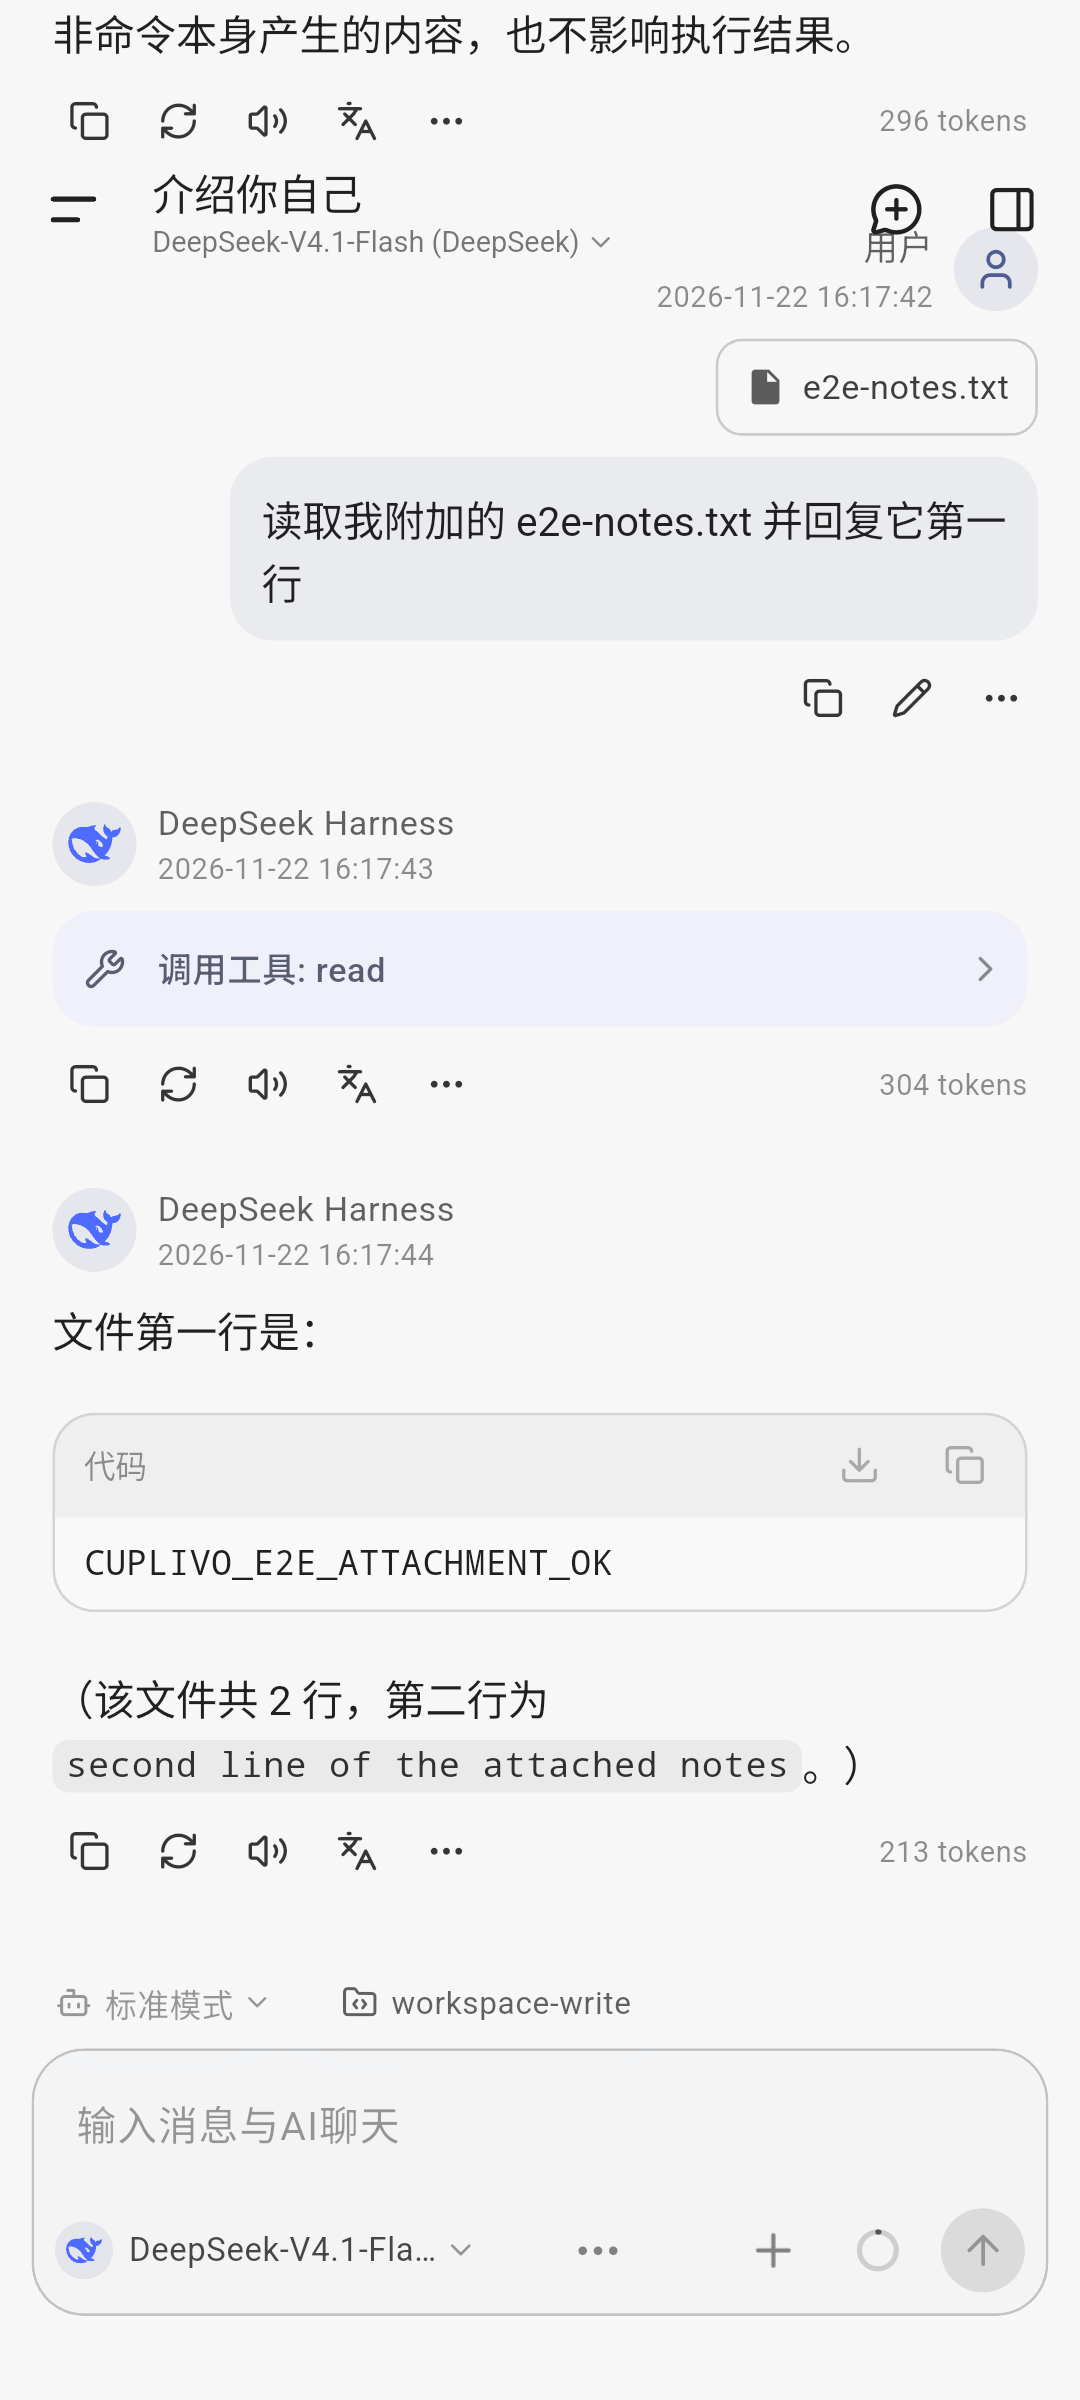 非命令本身产生的内容，也不影响执行结果。
296 tokens
介绍你自己
DeepSeek-V4.1-Flash (DeepSeek)
用户
2026-11-22 16:17:42
e2e-notes.txt
读取我附加的 e2e-notes.txt 并回复它第一
行
DeepSeek Harness
2026-11-22 16:17:43
调用工具: read
304 tokens
DeepSeek Harness
2026-11-22 16:17:44
文件第一行是：
代码
CUPLIVO_E2E_ATTACHMENT_OK
（该文件共 2 行，第二行为
second line of the attached notes。）
213 tokens
标准模式
workspace-write
输入消息与AI聊天
DeepSeek-V4.1-Fla...